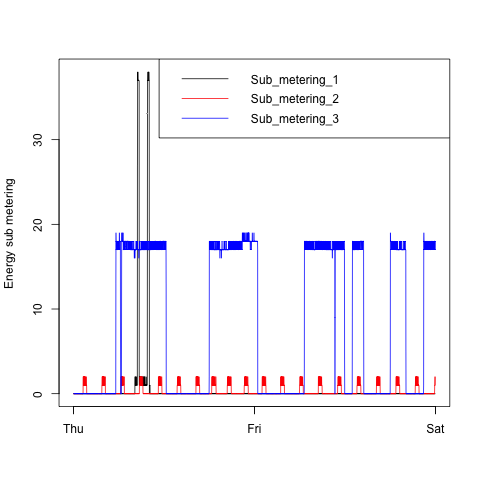 Sub_metering_1
Sub_metering_2
Sub_metering_3
Energy sub metering
30
20
10
0
Thu Fri Sat